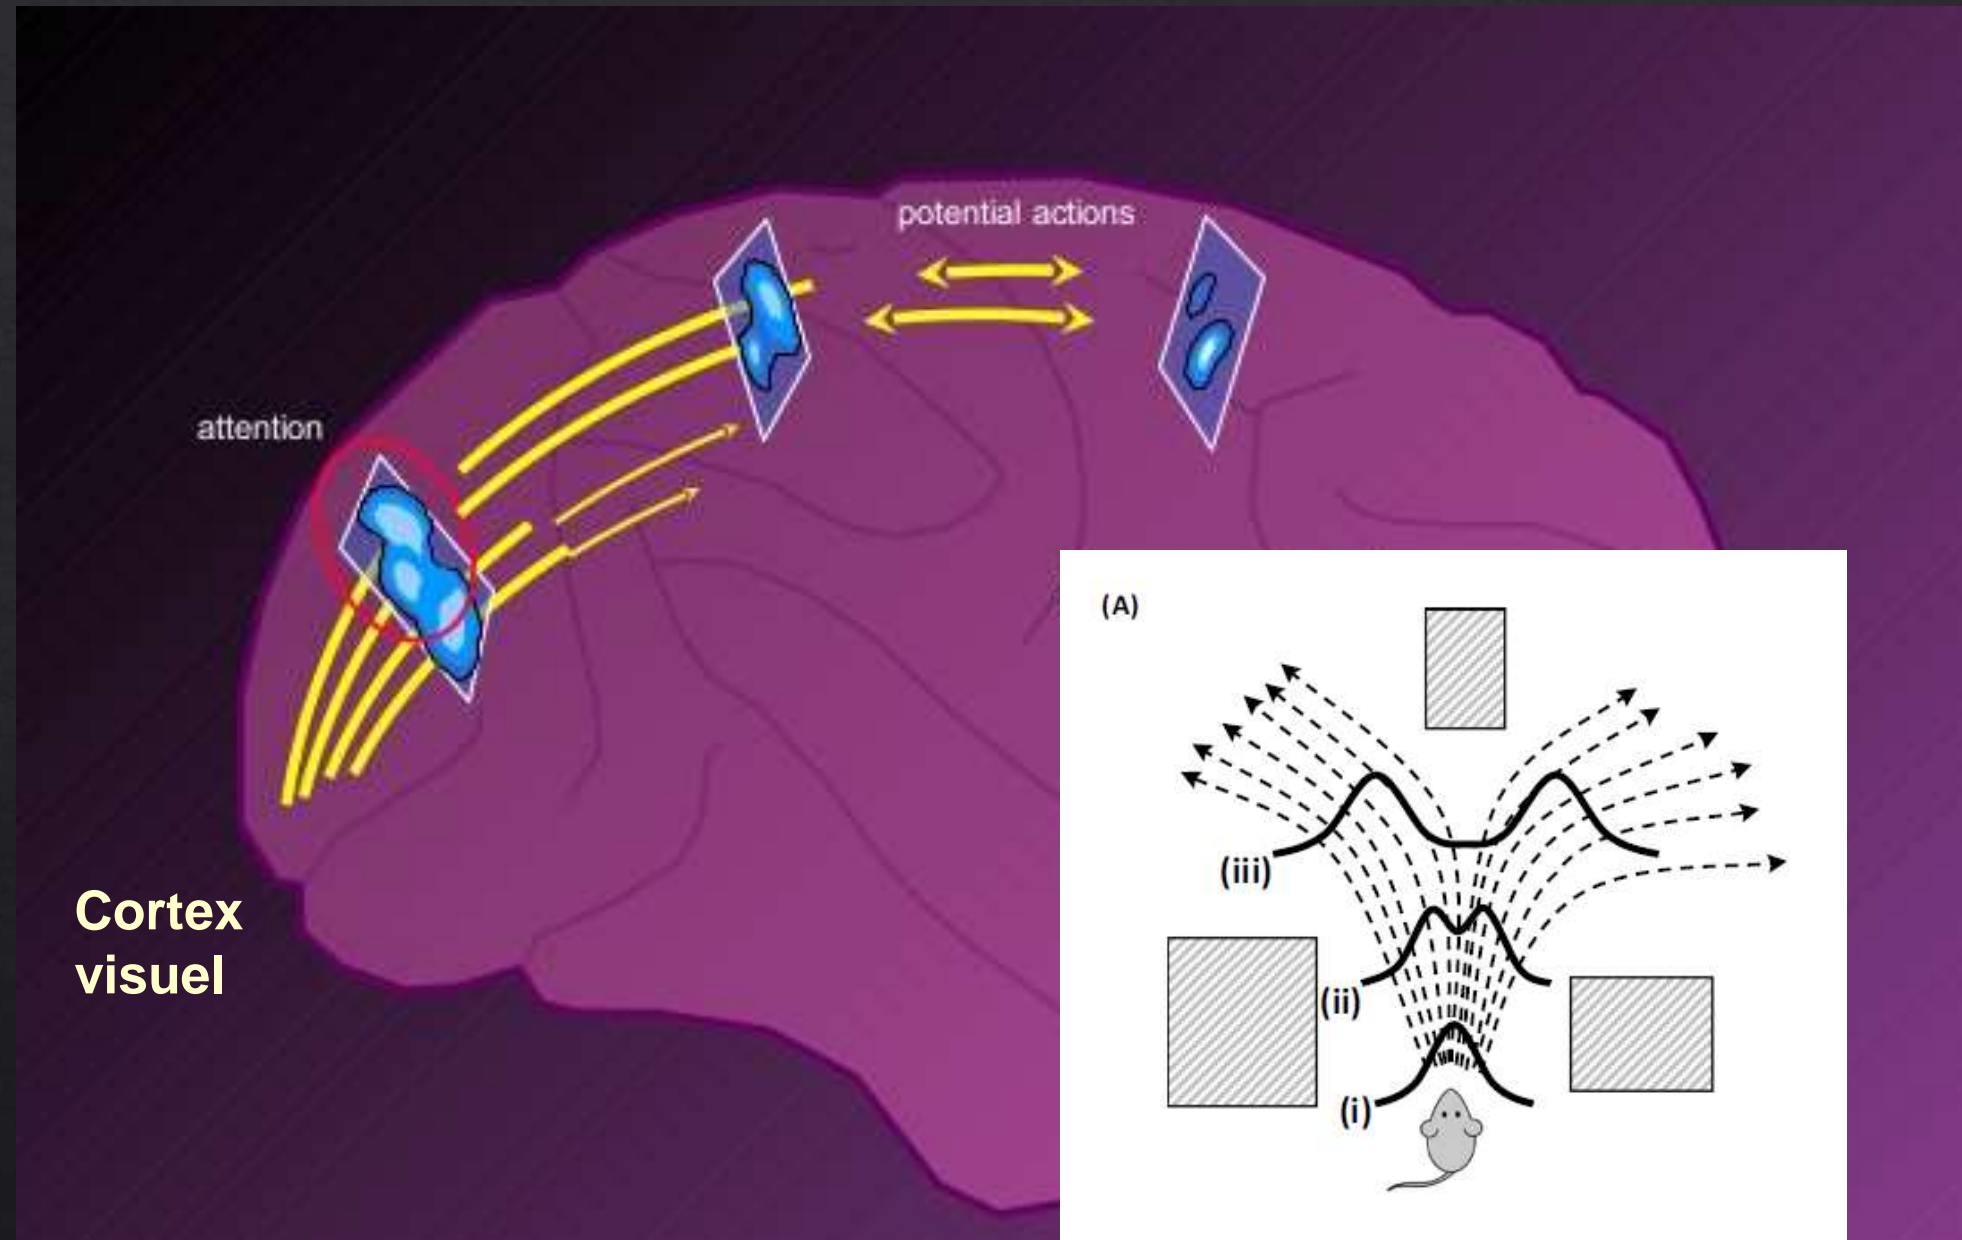 potential actions
attention
Cortex
visuel
(A)
(iii)
(ii)
(i)